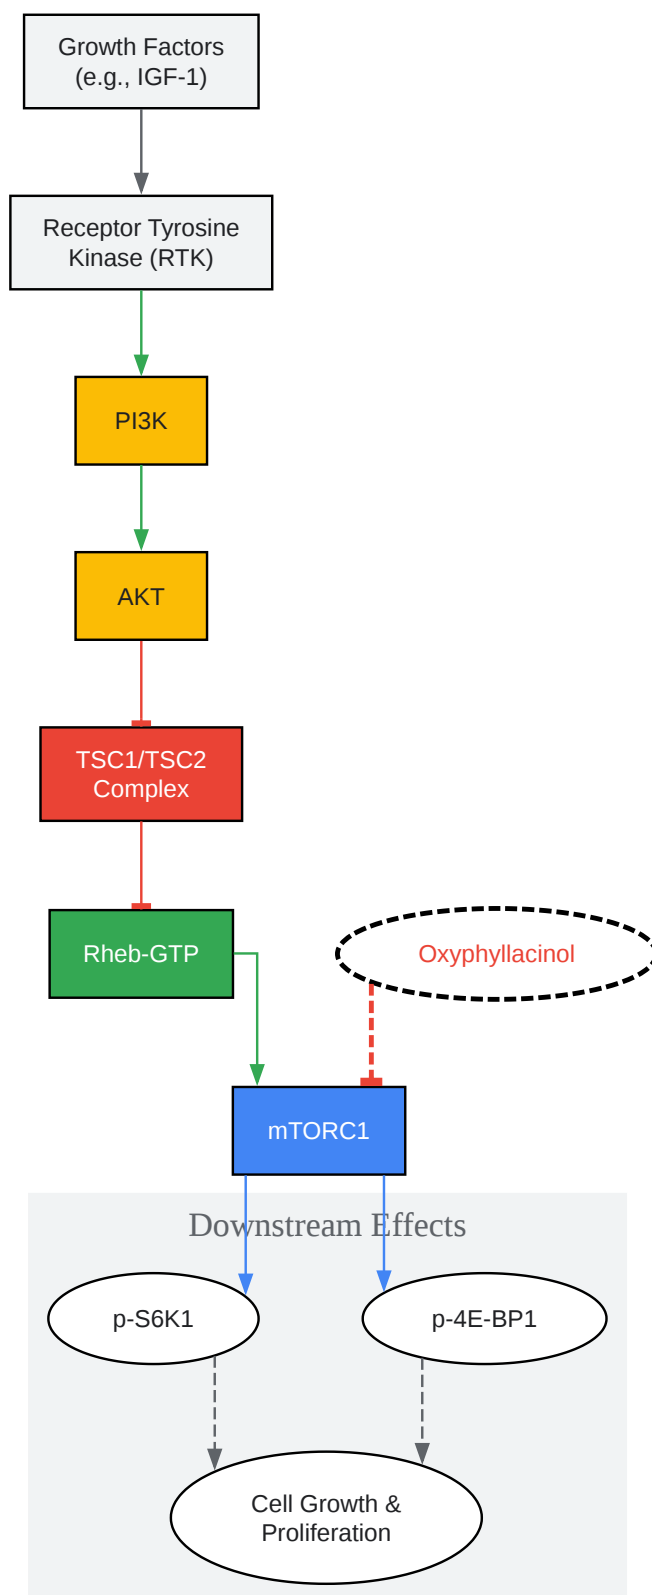 Growth Factors
(e.g., IGF-1)
Receptor Tyrosine
Kinase (RTK)
PI3K
AKT
TSC1/TSC2
Complex
Rheb-GTP
Oxyphyllacinol
mTORC1
Downstream Effects
p-S6K1
p-4E-BP1
Cell Growth &
Proliferation